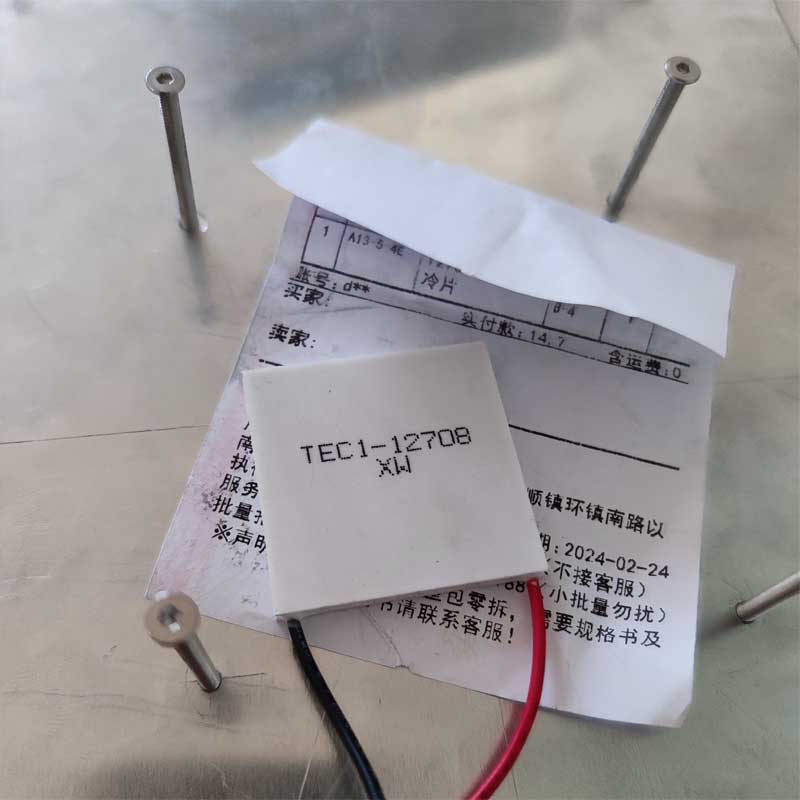 1 A13-5-4E
冷片
账号: d**
买家:
实付款: 14.7
含运费: 0
卖家:
TEC1-12708
XW
南
执
服务
批量
※声明
顺镇环镇南路以
期: 2024-02-24
(不接客服)
小批量勿扰)
包零拆,
需要规格书及
书请联系客服!